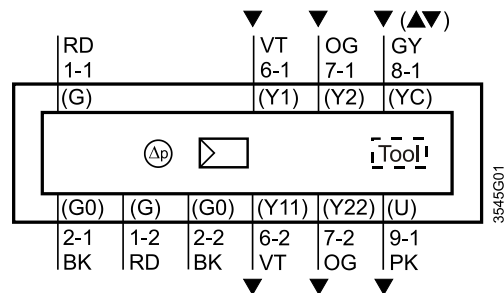 (▲▼)
RD VT OG GY
1-1 6-1 7-1 8-1
(G) (Y1) (Y2) (YC)
Δp Tool
(G0) (G) (G0) (Y11) (Y22) (U)
2-1 1-2 2-2 6-2 7-2 9-1
BK RD BK VT OG PK
3545G01